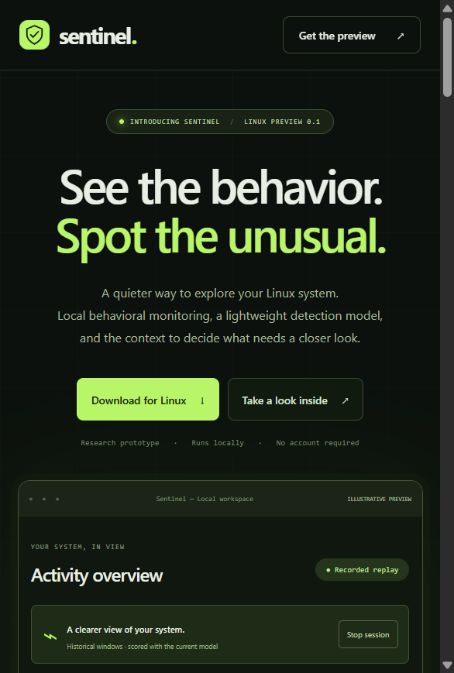 sentinel.
Get the preview ↗
INTRODUCING SENTINEL / LINUX PREVIEW 0.1
See the behavior.
Spot the unusual.
A quieter way to explore your Linux system.
Local behavioral monitoring, a lightweight detection model,
and the context to decide what needs a closer look.
Download for Linux ↓
Take a look inside ↗
Research prototype · Runs locally · No account required
Sentinel — Local workspace
ILLUSTRATIVE PREVIEW
YOUR SYSTEM, IN VIEW
Activity overview
Recorded replay
A clearer view of your system.
Historical windows · scored with the current model
Stop session